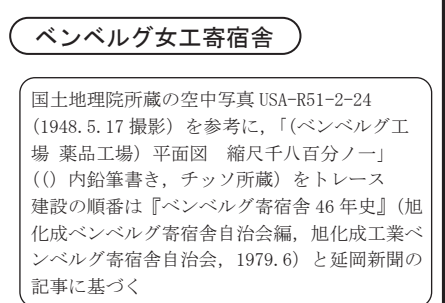 ベンベルグ女工寄宿舎
国土地理院所蔵の空中写真 USA-R51-2-24
(1948.5.17 撮影) を参考に,「(ベンベルグ工
場 薬品工場) 平面図　縮尺千八百分ノ一」
(() 内鉛筆書き, チッソ所蔵) をトレース
建設の順番は『ベンベルグ寄宿舎 46 年史』(旭
化成ベンベルグ寄宿舎自治会編, 旭化成工業ベ
ンベルグ寄宿舎自治会, 1979.6) と延岡新聞の
記事に基づく